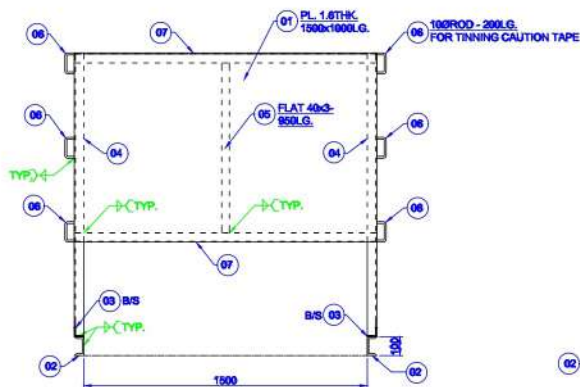 06
07
01
PL. 1.6THK.
1500x1000LG.
06
10ØROD - 200LG.
FOR TINNING CAUTION TAPE
06
04
05
FLAT 40x3-
950LG.
04
06
TYP.
06
TYP.
TYP.
06
07
03 B/S
B/S 03
TYP.
100
02
1500
02
02